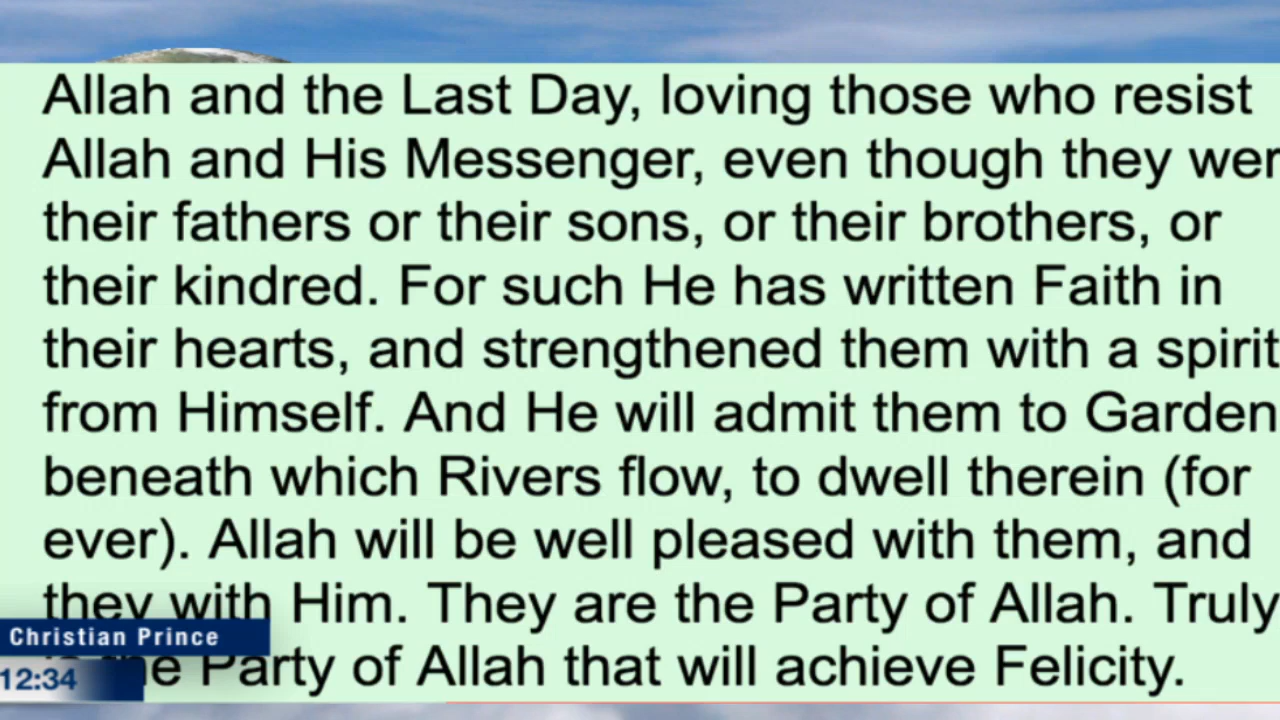 Allah and the Last Day, loving those who resist
Allah and His Messenger, even though they wer
their fathers or their sons, or their brothers, or
their kindred. For such He has written Faith in
their hearts, and strengthened them with a spirit
from Himself. And He will admit them to Garden
beneath which Rivers flow, to dwell therein (for
ever). Allah will be well pleased with them, and
they with Him. They are the Party of Allah. Truly
the Party of Allah that will achieve Felicity.
Christian Prince
12:34